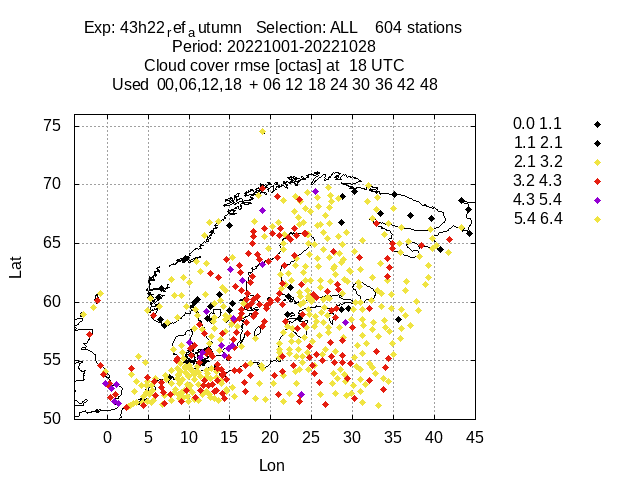 Exp: 43h22ref a utumn Selection: ALL 604 stations
Period: 20221001-20221028
Cloud cover rmse [octas] at 18 UTC
Used 00,06,12,18 + 06 12 18 24 30 36 42 48
0.0 1.1
1.1 2.1
2.1 3.2
3.2 4.3
4.3 5.4
5.4 6.4
75
70
65
60
55
50
Lat
0 5 10 15 20 25 30 35 40 45
Lon